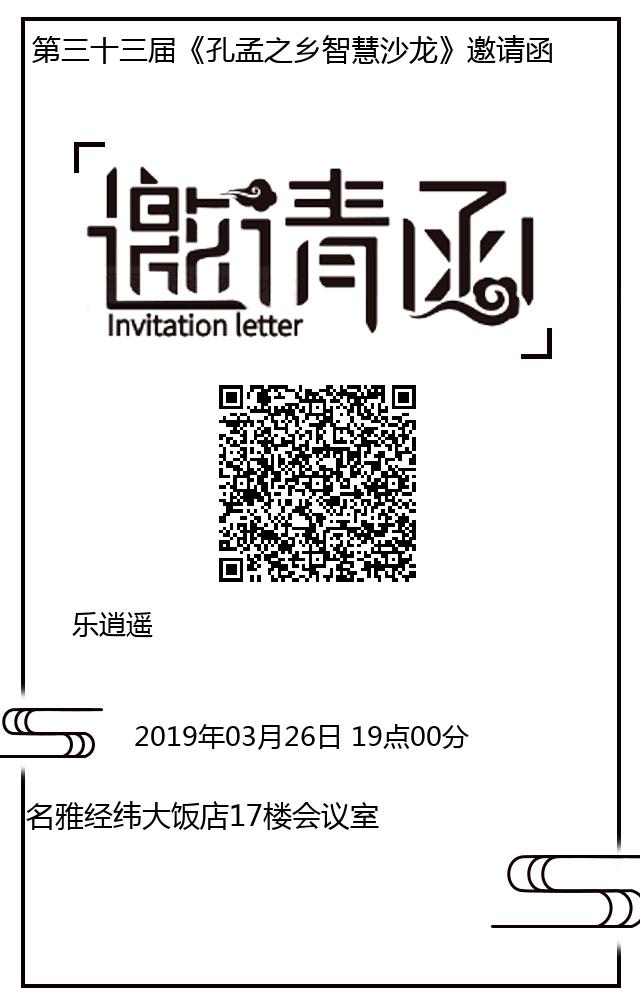 第三十三届《孔孟之乡智慧沙龙》邀请函
邀请函
Invitation letter
乐逍遥
2019年03月26日 19点00分
名雅经纬大饭店17楼会议室